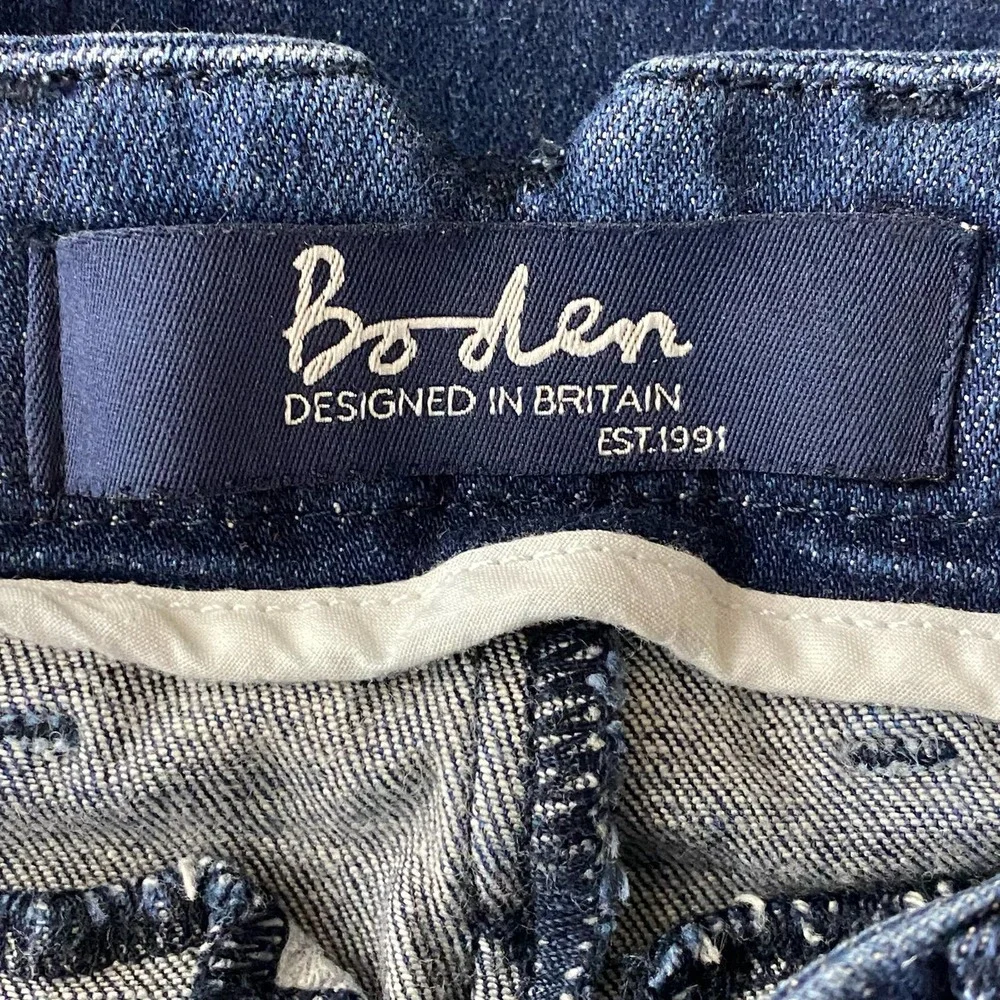 Boden
DESIGNED IN BRITAIN
EST.1991